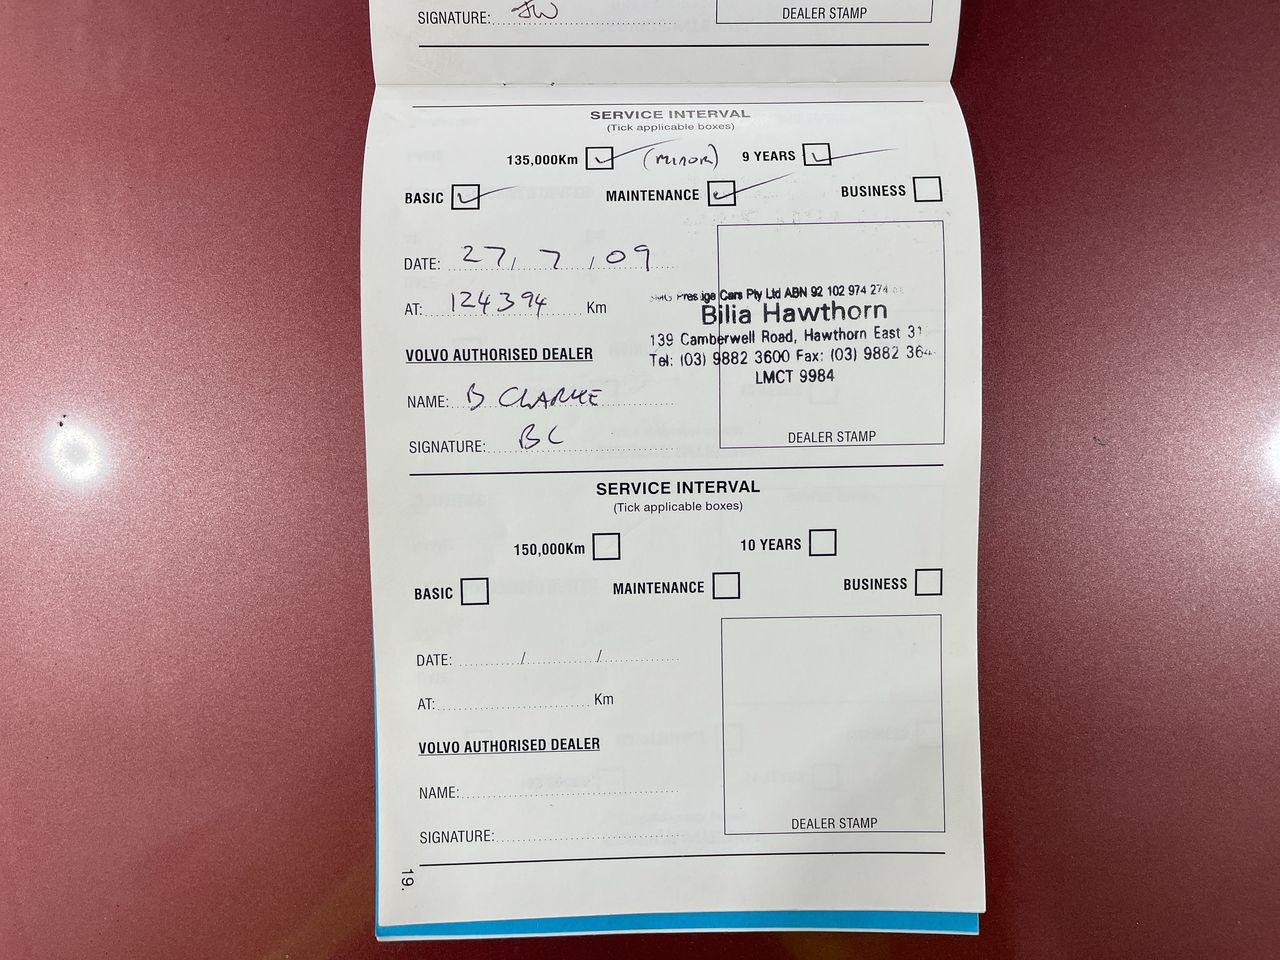 SIGNATURE: JW
DEALER STAMP
SERVICE INTERVAL
(Tick applicable boxes)
135,000Km (MINOR) 9 YEARS
BASIC MAINTENANCE BUSINESS
DATE: 27/7/09
AT: 124394 Km
Prestige Cars Pty Ltd ABN 92 102 974 274
Bilia Hawthorn
139 Camberwell Road, Hawthorn East 31
Tel: (03) 9882 3600 Fax: (03) 9882 364
LMCT 9984
VOLVO AUTHORISED DEALER
NAME: B CLARKE
SIGNATURE: BC
DEALER STAMP
SERVICE INTERVAL
(Tick applicable boxes)
150,000Km 10 YEARS
BASIC MAINTENANCE BUSINESS
DATE: / /
AT: Km
VOLVO AUTHORISED DEALER
NAME:
SIGNATURE:
DEALER STAMP
19.